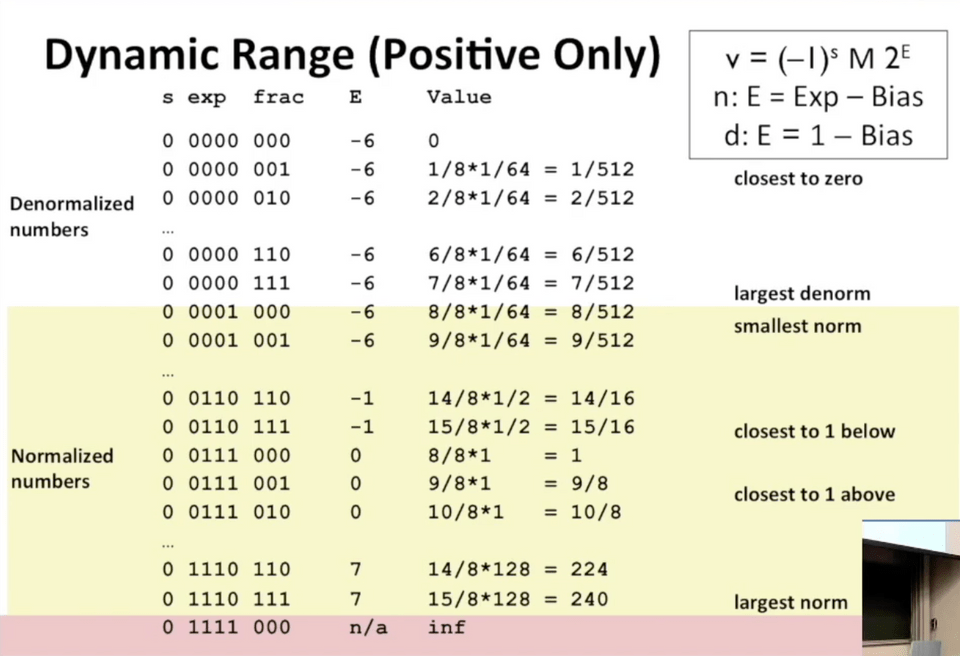 Dynamic Range (Positive Only)
v = (–1)ˢ M 2ᴱ
n: E = Exp – Bias
d: E = 1 – Bias
s exp frac E Value
0 0000 000 -6 0
0 0000 001 -6 1/8*1/64 = 1/512 closest to zero
0 0000 010 -6 2/8*1/64 = 2/512
Denormalized
numbers
...
0 0000 110 -6 6/8*1/64 = 6/512
0 0000 111 -6 7/8*1/64 = 7/512 largest denorm
0 0001 000 -6 8/8*1/64 = 8/512 smallest norm
0 0001 001 -6 9/8*1/64 = 9/512
...
0 0110 110 -1 14/8*1/2 = 14/16
0 0110 111 -1 15/8*1/2 = 15/16 closest to 1 below
Normalized
numbers
0 0111 000 0 8/8*1 = 1
0 0111 001 0 9/8*1 = 9/8 closest to 1 above
0 0111 010 0 10/8*1 = 10/8
...
0 1110 110 7 14/8*128 = 224
0 1110 111 7 15/8*128 = 240 largest norm
0 1111 000 n/a inf